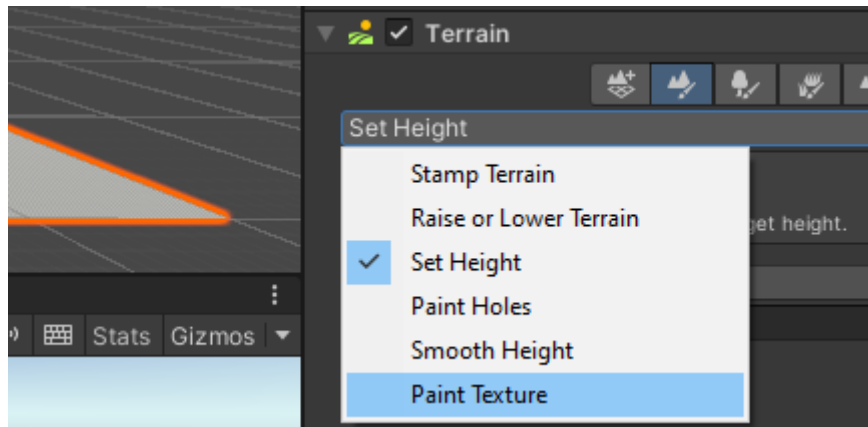 Terrain
Set Height
Stamp Terrain
Raise or Lower Terrain
get height.
Set Height
Paint Holes
Stats Gizmos
Smooth Height
Paint Texture